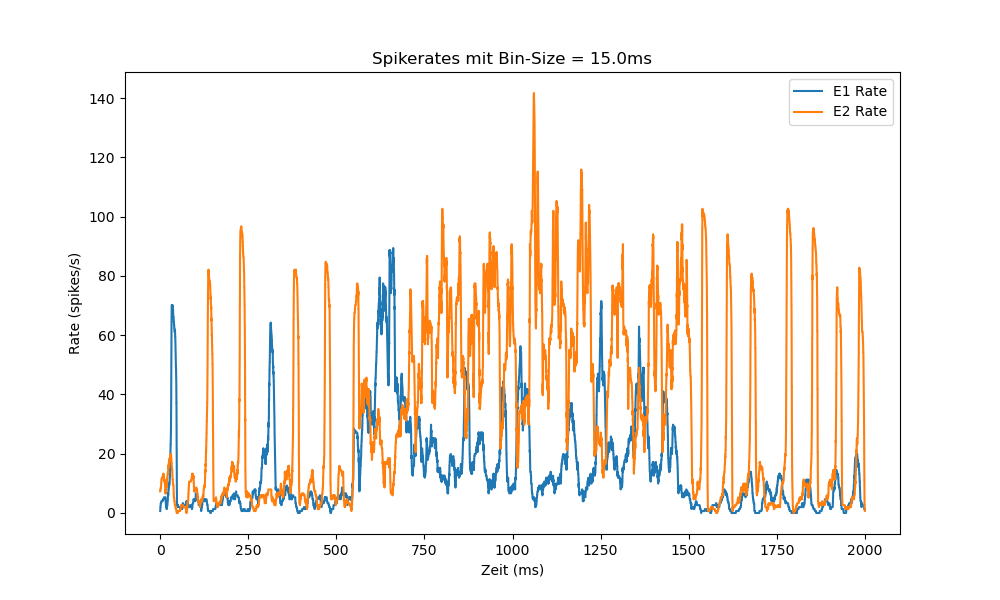 Spikerates mit Bin-Size = 15.0ms
E1 Rate
E2 Rate
140
120
100
80
60
40
20
0
Rate (spikes/s)
0 250 500 750 1000 1250 1500 1750 2000
Zeit (ms)